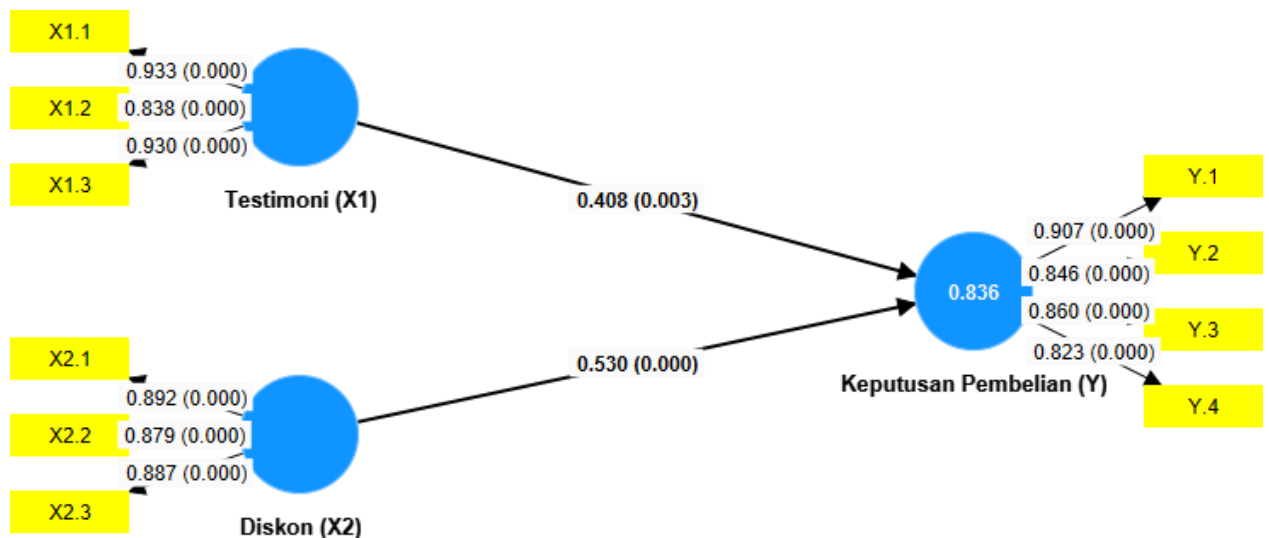 X1.1
0.933 (0.000)
X1.2
0.838 (0.000)
0.930 (0.000)
X1.3
Testimoni (X1)
0.408 (0.003)
X2.1
0.892 (0.000)
X2.2
0.879 (0.000)
0.887 (0.000)
X2.3
Diskon (X2)
0.530 (0.000)
0.836
Keputusan Pembelian (Y)
Y.1
0.907 (0.000)
Y.2
0.846 (0.000)
0.860 (0.000)
Y.3
0.823 (0.000)
Y.4